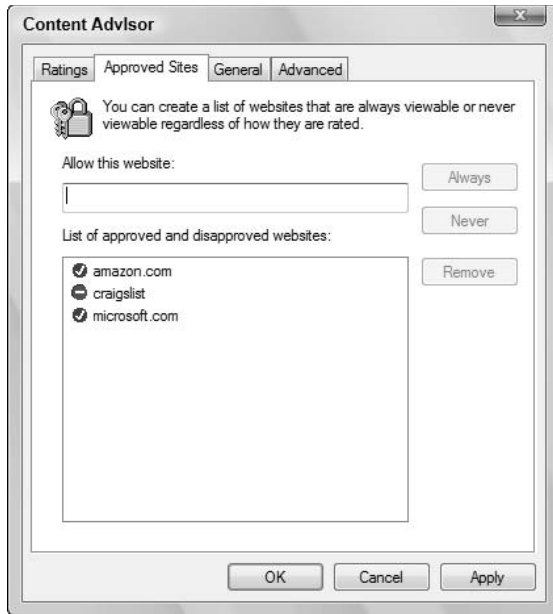 Content Advisor
Ratings Approved Sites General Advanced
You can create a list of websites that are always viewable or never
viewable regardless of how they are rated.
Allow this website:
Always
Never
List of approved and disapproved websites:
amazon.com
Remove
craigslist
microsoft.com
OK Cancel Apply